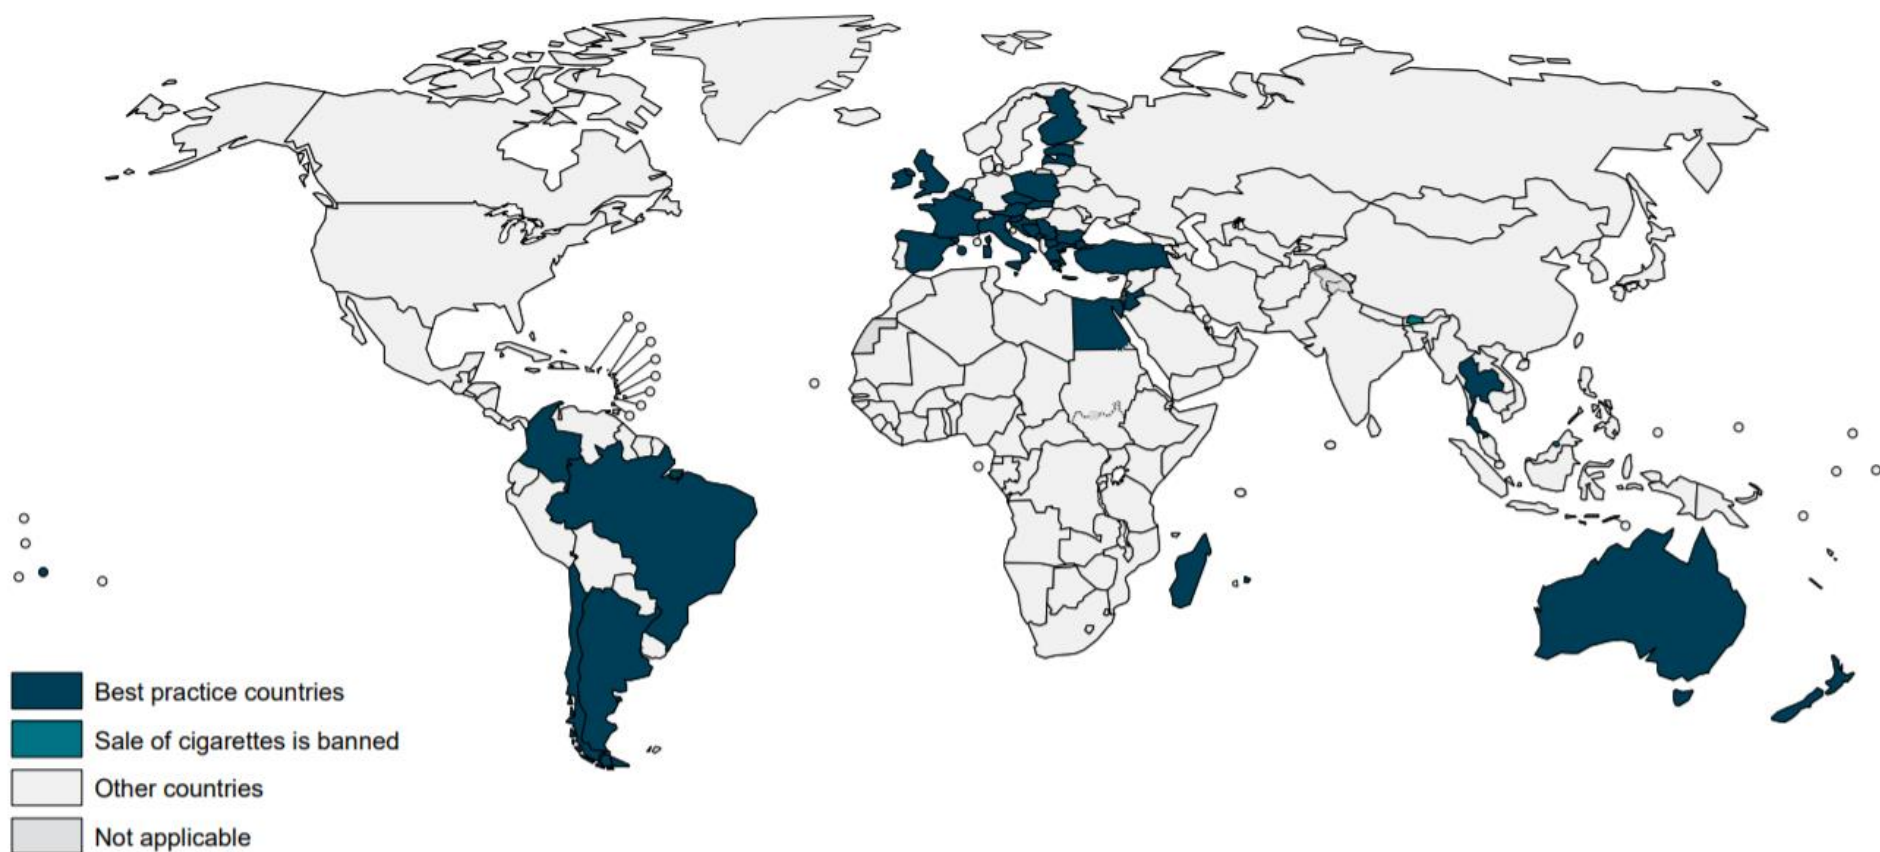 Best practice countries
Sale of cigarettes is banned
Other countries
Not applicable